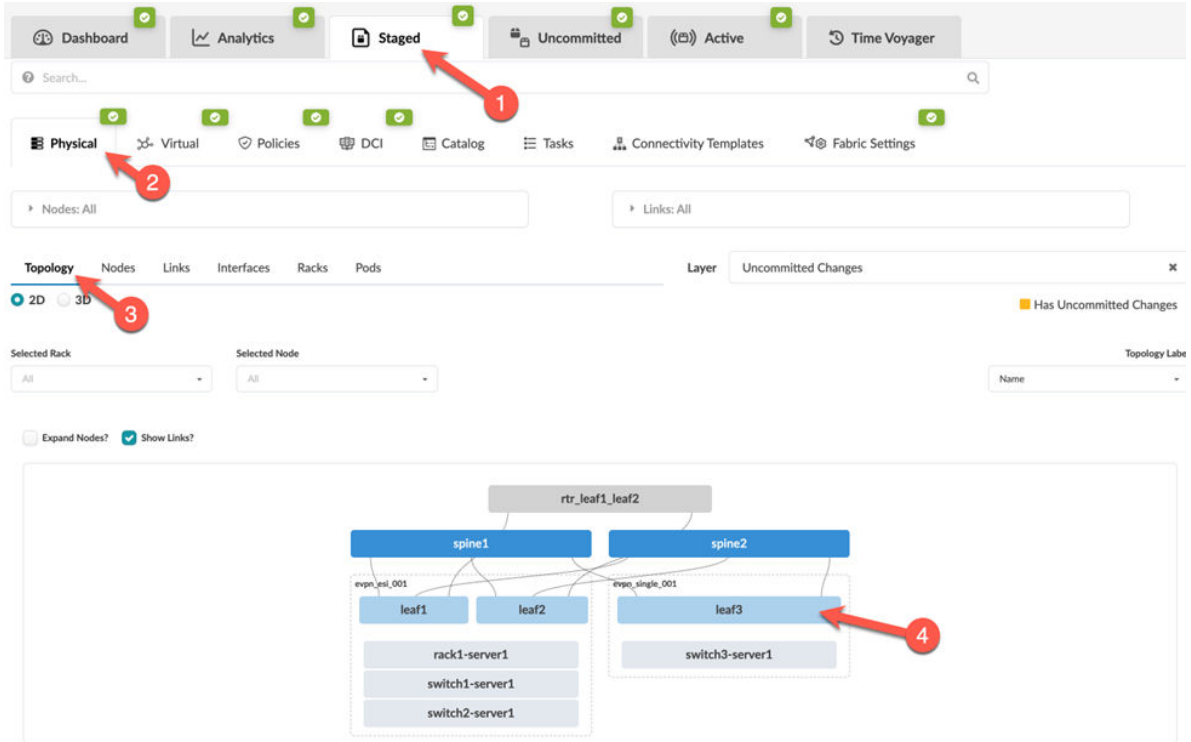 Dashboard Analytics Staged Uncommitted Active Time Voyager
Search...
1
Physical Virtual Policies DCI Catalog Tasks Connectivity Templates Fabric Settings
2
Nodes: All Links: All
Topology Nodes Links Interfaces Racks Pods Layer Uncommitted Changes
2D 3D Has Uncommitted Changes
3
Selected Rack Selected Node Topology Labe
All All Name
Expand Nodes? Show Links?
rtr_leaf1_leaf2
spine1 spine2
evpn_esi_001 evpn_single_001
leaf1 leaf2 leaf3
4
rack1-server1 switch3-server1
switch1-server1
switch2-server1